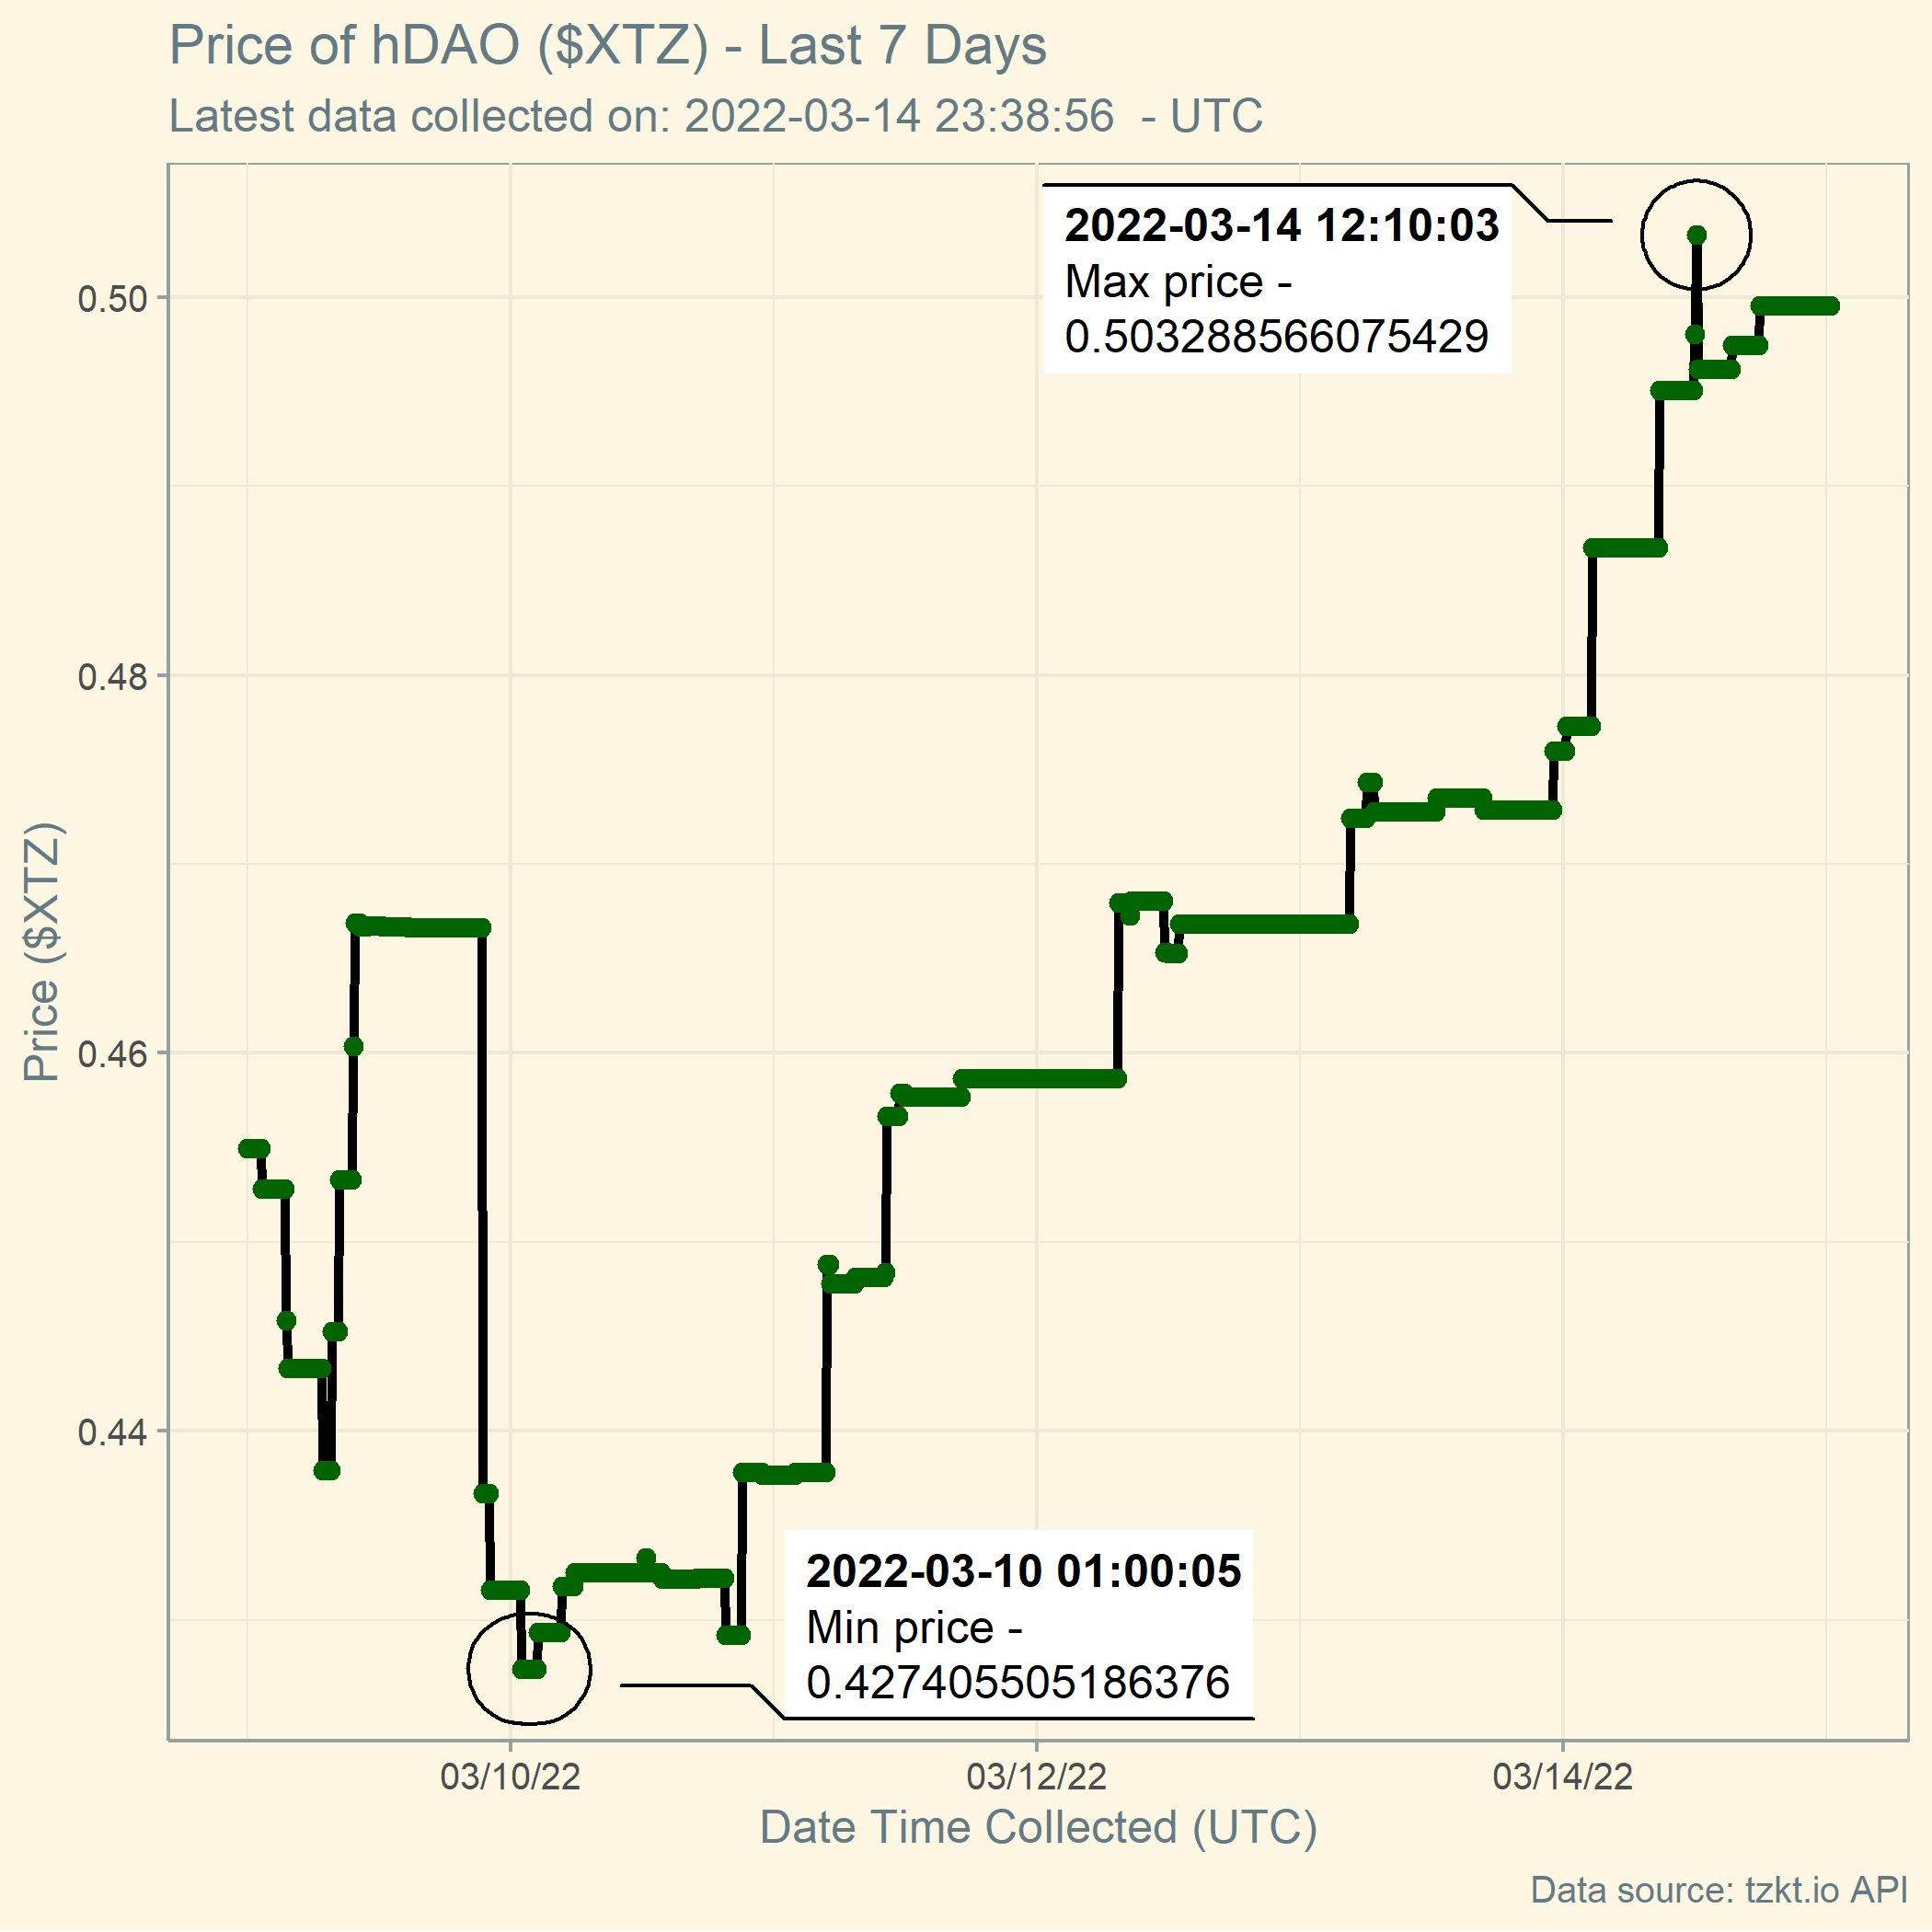 Price of hDAO ($XTZ) - Last 7 Days
Latest data collected on: 2022-03-14 23:38:56  - UTC
2022-03-14 12:10:03
Max price -
0.503288566075429
0.50
0.48
Price ($XTZ)
0.46
0.44
2022-03-10 01:00:05
Min price -
0.427405505186376
03/10/22
03/12/22
03/14/22
Date Time Collected (UTC)
Data source: tzkt.io API